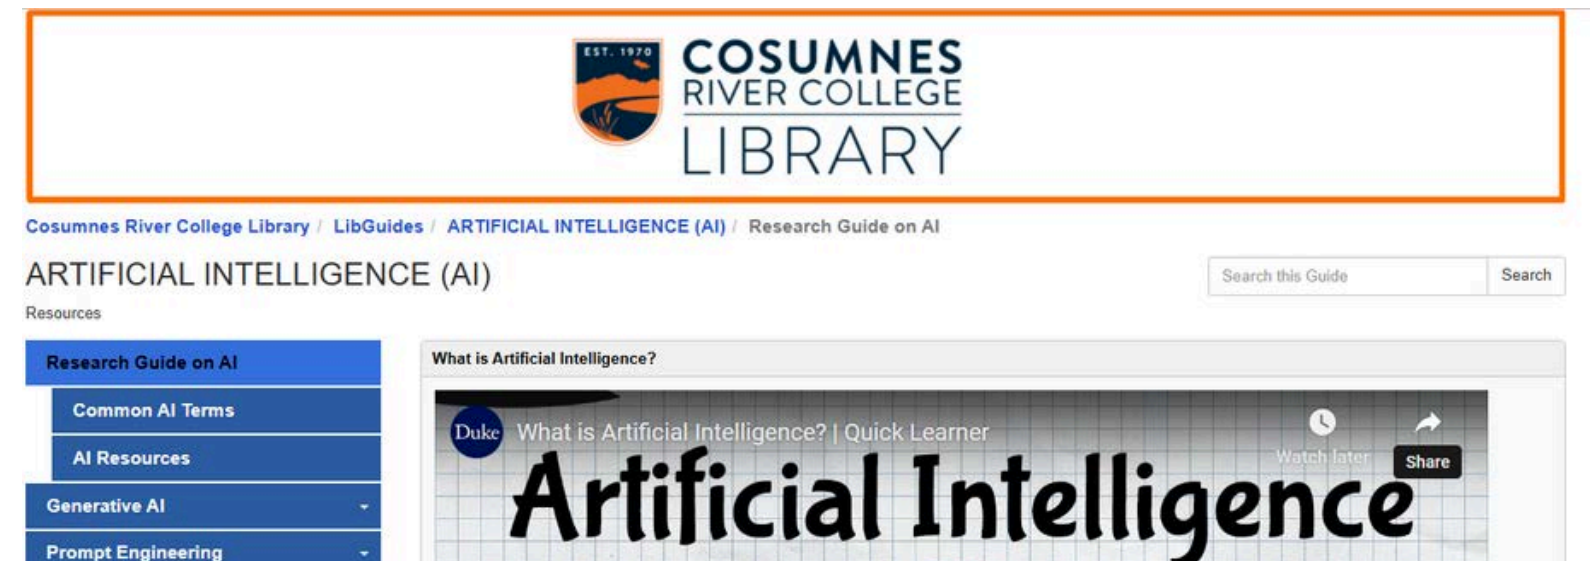 EST. 1970
COSUMNES
RIVER COLLEGE
LIBRARY
Cosumnes River College Library / LibGuides / ARTIFICIAL INTELLIGENCE (AI) / Research Guide on AI
ARTIFICIAL INTELLIGENCE (AI)
Search this Guide Search
Resources
Research Guide on AI
Common AI Terms
AI Resources
Generative AI
Prompt Engineering
What is Artificial Intelligence?
Duke What is Artificial Intelligence? | Quick Learner
Watch later Share
Artificial Intelligence